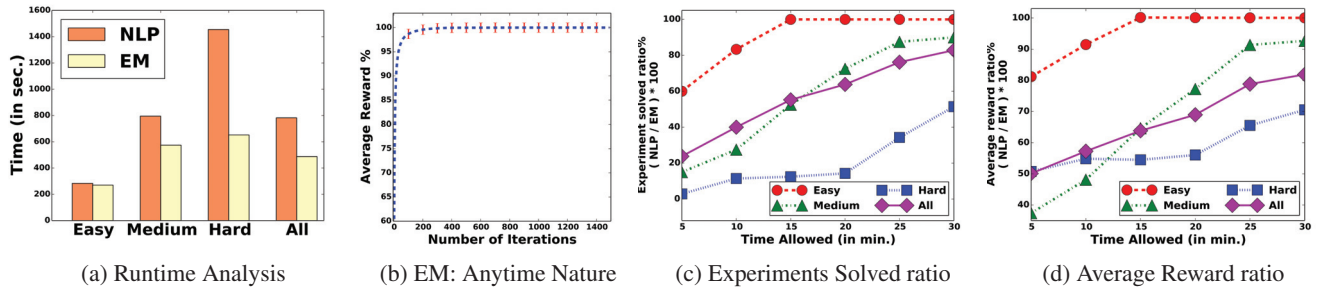 1600
1400
1200
1000
800
600
400
200
0
Time (in sec.)
NLP
EM
Easy Medium Hard All
(a) Runtime Analysis
105
100
95
90
85
80
75
70
65
60
Average Reward %
0 200 400 600 800 1000 1200 1400
Number of Iterations
(b) EM: Anytime Nature
100
80
60
40
20
0
Experiment solved ratio%
( NLP / EM ) * 100
Easy
Medium
Hard
All
5 10 15 20 25 30
Time Allowed (in min.)
(c) Experiments Solved ratio
100
90
80
70
60
50
40
Average reward ratio%
( NLP / EM ) * 100
Easy
Medium
Hard
All
5 10 15 20 25 30
Time Allowed (in min.)
(d) Average Reward ratio